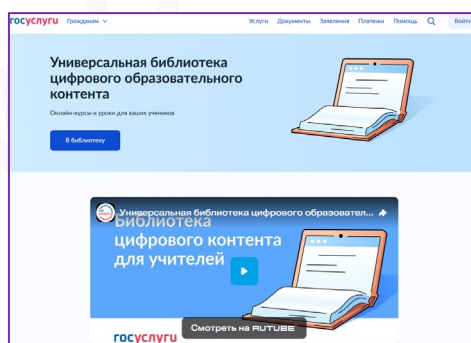 госуслуги Гражданам Услуги Документы Заявления Платежи Помощь Войти
Универсальная библиотека
цифрового образовательного
контента
Онлайн-курсы и уроки для ваших учеников
В библиотеку
Универсальная библиотека цифрового образовател...
Библиотека
цифрового контента
для учителей
Смотреть на RUTUBE
госуслуги